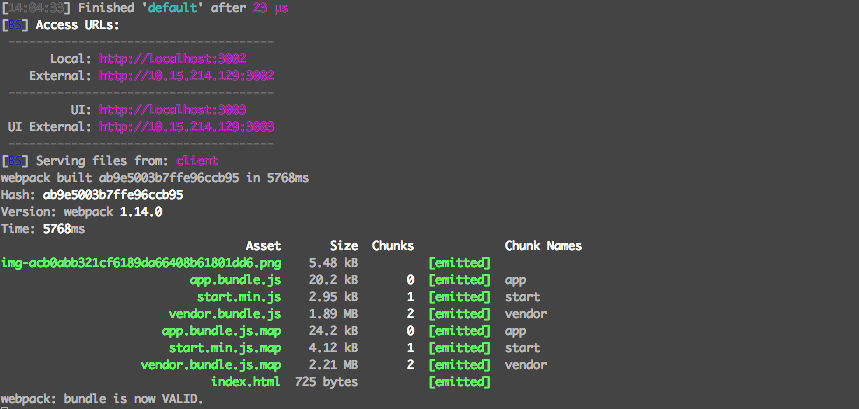 [14:04:33] Finished 'default' after 23 μs
[BS] Access URLs:
--------------------------------------
Local: http://localhost:3002
External: http://10.15.214.129:3002
--------------------------------------
UI: http://localhost:3003
UI External: http://10.15.214.129:3003
--------------------------------------
[BS] Serving files from: client
webpack built ab9e5003b7ffe96ccb95 in 5768ms
Hash: ab9e5003b7ffe96ccb95
Version: webpack 1.14.0
Time: 5768ms
Asset Size Chunks Chunk Names
img-acb0abb321cf6189da66408b61801dd6.png 5.48 kB [emitted]
app.bundle.js 20.2 kB 0 [emitted] app
start.min.js 2.95 kB 1 [emitted] start
vendor.bundle.js 1.89 MB 2 [emitted] vendor
app.bundle.js.map 24.2 kB 0 [emitted] app
start.min.js.map 4.12 kB 1 [emitted] start
vendor.bundle.js.map 2.21 MB 2 [emitted] vendor
index.html 725 bytes [emitted]
webpack: bundle is now VALID.